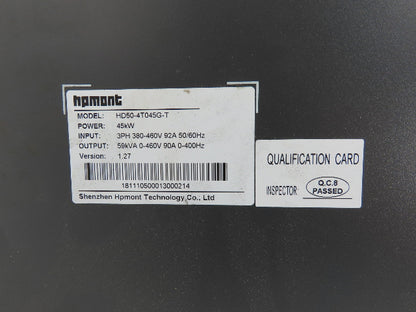 hpmont
MODEL: HD50-4T045G-T
POWER: 45kW
INPUT: 3PH 380-460V 92A 50/60Hz
OUTPUT: 59kVA 0-460V 90A 0-400Hz
Version: 1.27
181110500013000214
Shenzhen Hpmont Technology Co., Ltd
QUALIFICATION CARD
INSPECTOR:
Q.C.8
PASSED